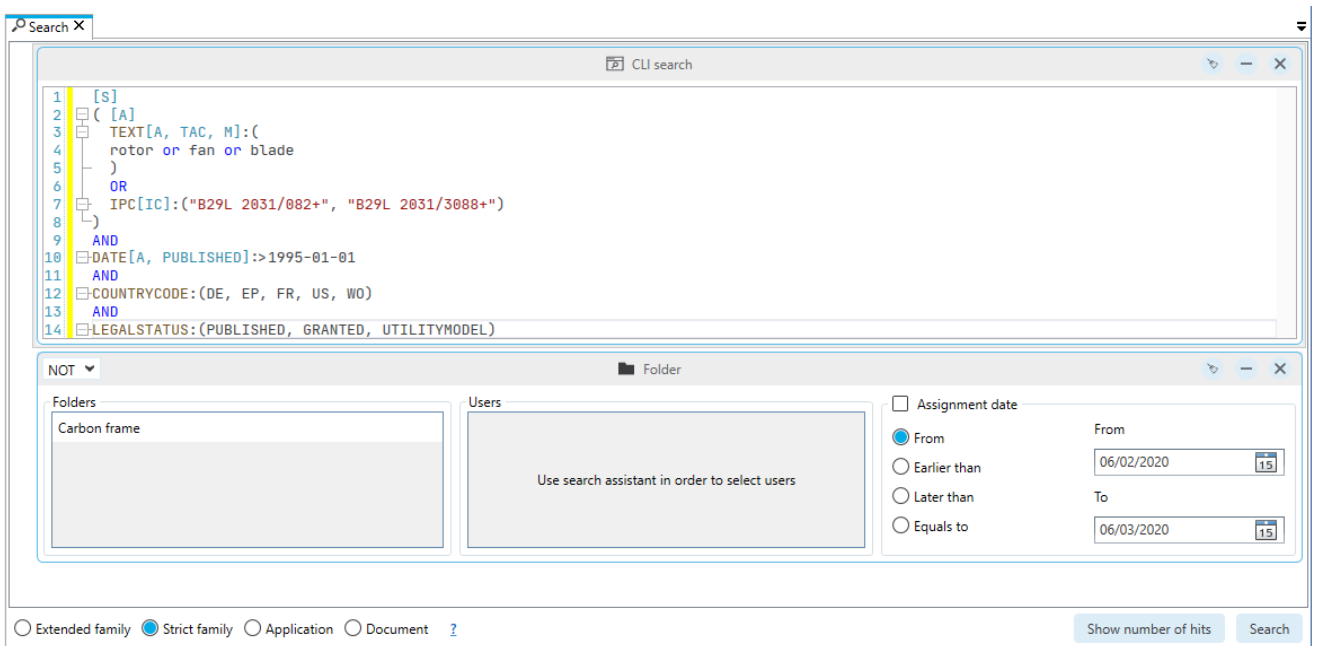 Search
CLI search
1 [S]
2 ( [A]
3 TEXT[A, TAC, M]:(
4 rotor or fan or blade
5 )
6 OR
7 IPC[IC]:("B29L 2031/082+", "B29L 2031/3088+")
8 )
9 AND
10 DATE[A, PUBLISHED]:>1995-01-01
11 AND
12 COUNTRYCODE:(DE, EP, FR, US, WO)
13 AND
14 LEGALSTATUS:(PUBLISHED, GRANTED, UTILITYMODEL)
NOT Folder
Folders
Carbon frame
Users
Use search assistant in order to select users
Assignment date
From
Earlier than
Later than
Equals to
From
06/02/2020 15
To
06/03/2020 15
Extended family Strict family Application Document ? Show number of hits Search